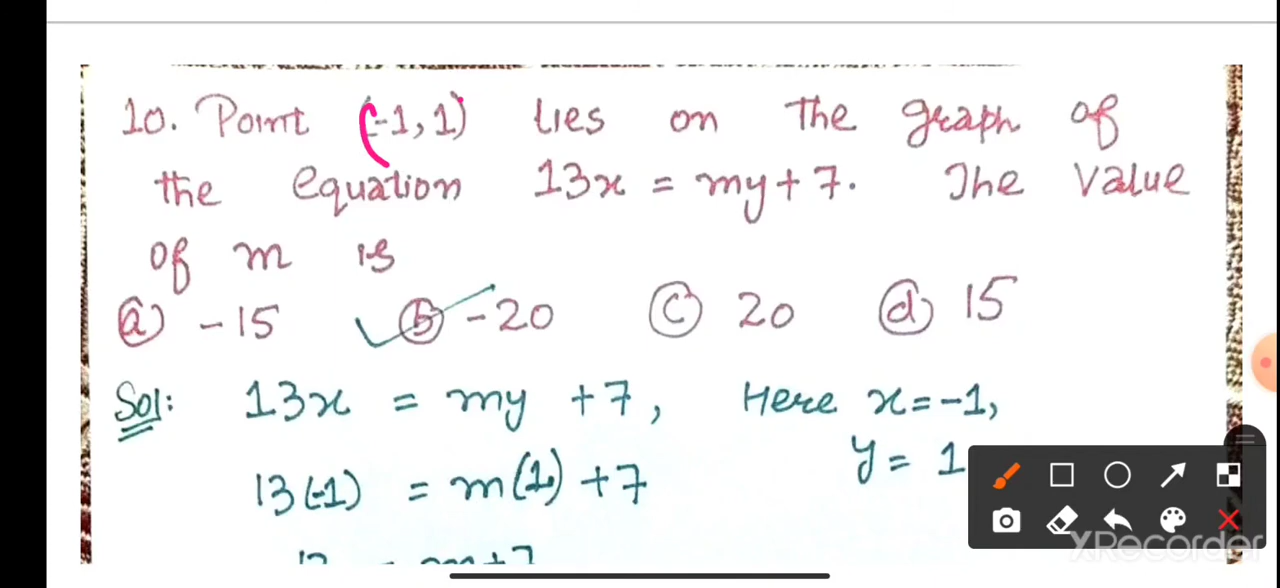 10. Point (-1, 1) lies on the graph of
the equation 13x = my + 7. The value
of m is
(a) -15 (b) -20 (c) 20 (d) 15
Sol: 13x = my + 7, Here x = -1,
y = 1
13(-1) = m(1) + 7
XRecorder